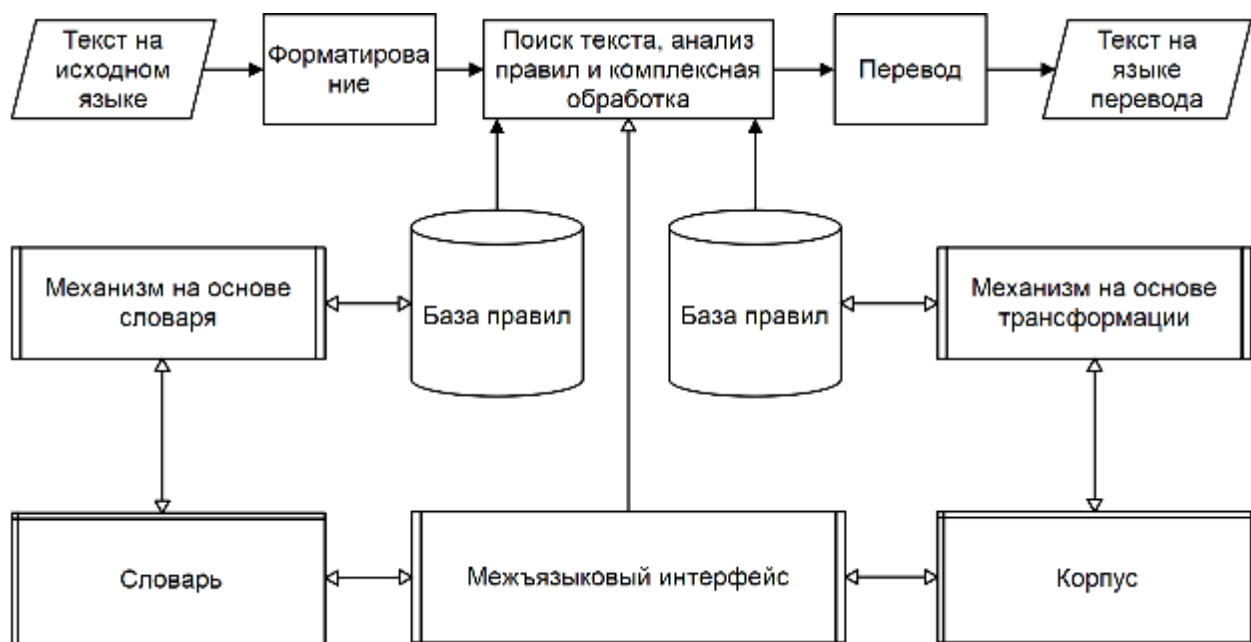 Текст на
исходном
языке
Форматирова
ние
Поиск текста, анализ
правил и комплексная
обработка
Перевод
Текст на
языке
перевода
Механизм на основе
словаря
База правил
База правил
Механизм на основе
трансформации
Словарь
Межъязыковый интерфейс
Корпус